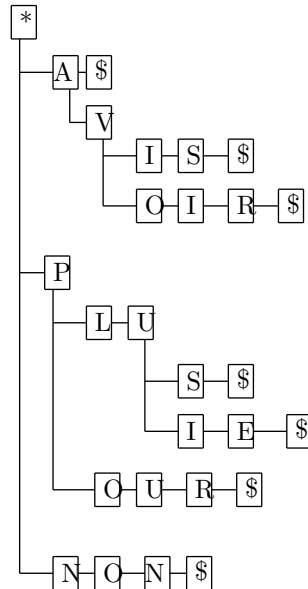 *
A $
V
I S $
O I R $
P
L U
S $
I E $
O U R $
N O N $